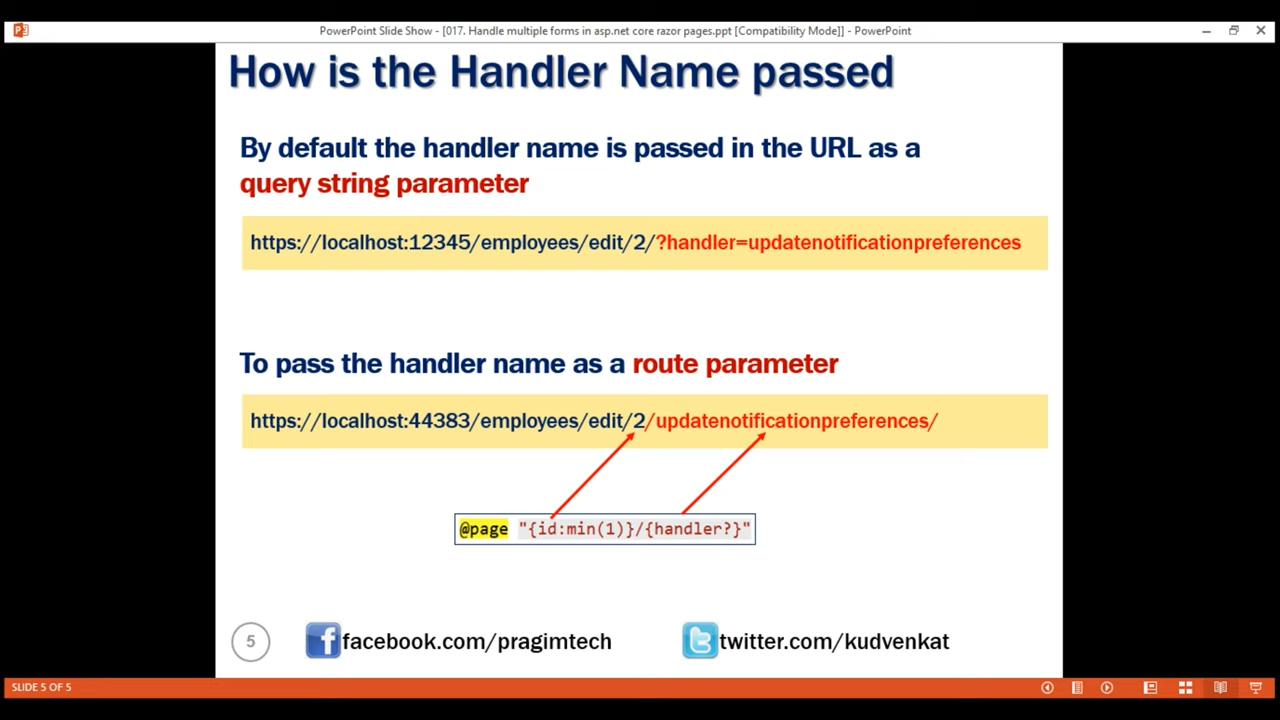 PowerPoint Slide Show - [017. Handle multiple forms in asp.net core razor pages.ppt [Compatibility Mode]] - PowerPoint
How is the Handler Name passed
By default the handler name is passed in the URL as a
query string parameter
https://localhost:12345/employees/edit/2/?handler=updatenotificationpreferences
To pass the handler name as a route parameter
https://localhost:44383/employees/edit/2/updatenotificationpreferences/
@page "{id:min(1)}/{handler?}"
5 facebook.com/pragimtech twitter.com/kudvenkat
SLIDE 5 OF 5